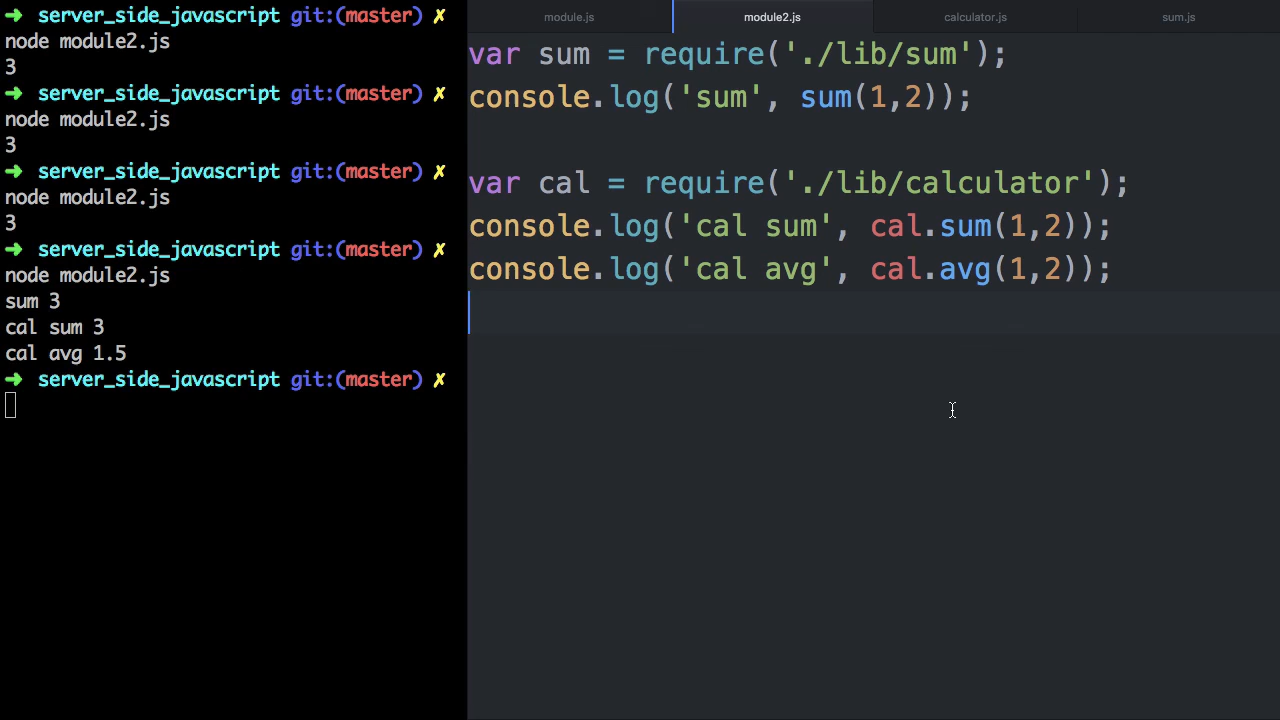 ➜ server_side_javascript git:(master) ✗
node module2.js
3
➜ server_side_javascript git:(master) ✗
node module2.js
3
➜ server_side_javascript git:(master) ✗
node module2.js
3
➜ server_side_javascript git:(master) ✗
node module2.js
sum 3
cal sum 3
cal avg 1.5
➜ server_side_javascript git:(master) ✗
module.js module2.js calculator.js sum.js
var sum = require('./lib/sum');
console.log('sum', sum(1,2));
var cal = require('./lib/calculator');
console.log('cal sum', cal.sum(1,2));
console.log('cal avg', cal.avg(1,2));